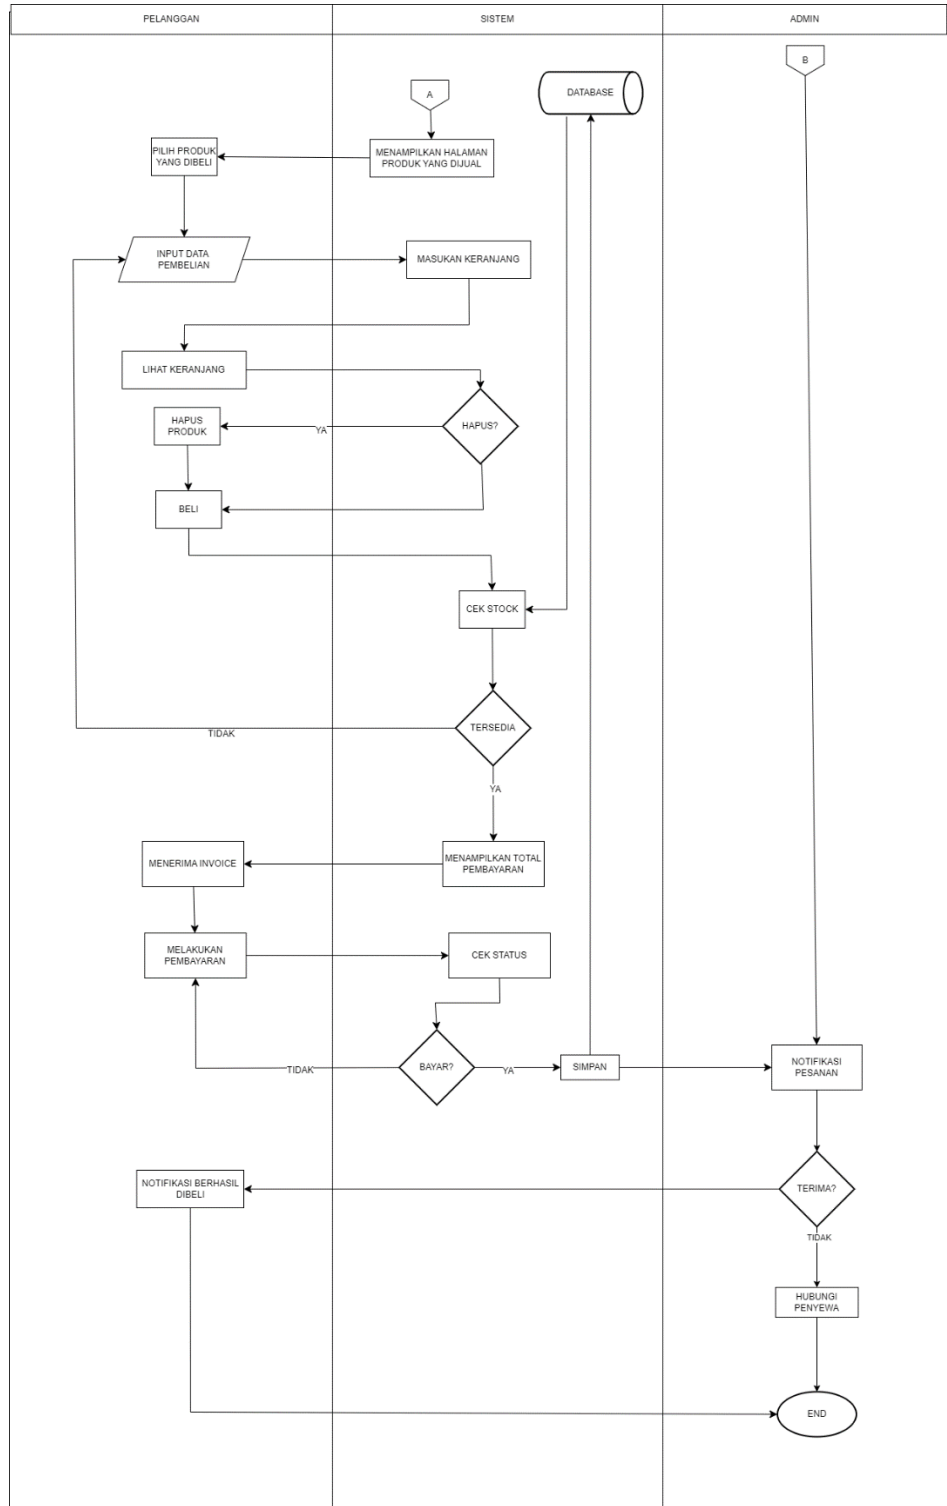 PELANGGAN
SISTEM
ADMIN
B
A
DATABASE
PILIH PRODUK
YANG DIBELI
MENAMPILKAN HALAMAN
PRODUK YANG DIJUAL
INPUT DATA
PEMBELIAN
MASUKAN KERANJANG
LIHAT KERANJANG
HAPUS
PRODUK
YA
HAPUS?
BELI
CEK STOCK
TERSEDIA
TIDAK
YA
MENERIMA INVOICE
MENAMPILKAN TOTAL
PEMBAYARAN
MELAKUKAN
PEMBAYARAN
CEK STATUS
TIDAK
BAYAR?
YA
SIMPAN
NOTIFIKASI
PESANAN
NOTIFIKASI BERHASIL
DIBELI
TERIMA?
TIDAK
HUBUNGI
PENYEWA
END